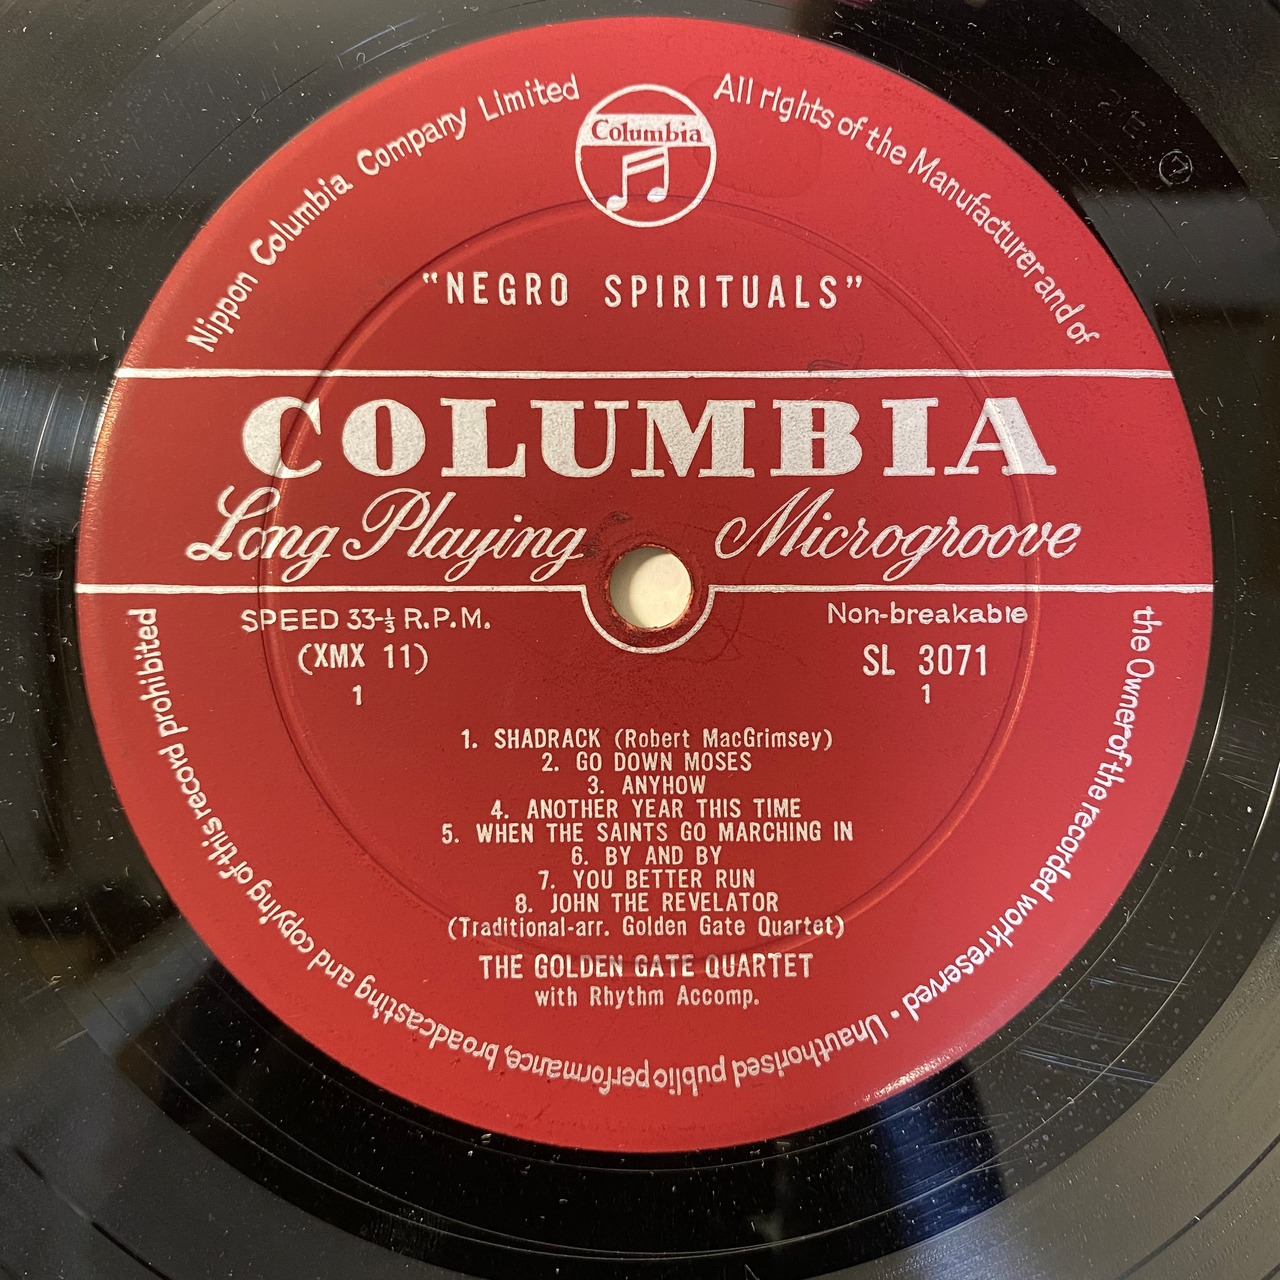 Nippon Columbia Company Limited
Columbia
All rights of the Manufacturer and of
the Owner of the recorded work reserved • Unauthorised public performance, broadcasting and copying of this record prohibited
“NEGRO SPIRITUALS”
COLUMBIA
Long Playing Microgroove
SPEED 33-⅓ R.P.M. Non-breakable
(XMX 11) SL 3071
1 1
1. SHADRACK (Robert MacGrimsey)
2. GO DOWN MOSES
3. ANYHOW
4. ANOTHER YEAR THIS TIME
5. WHEN THE SAINTS GO MARCHING IN
6. BY AND BY
7. YOU BETTER RUN
8. JOHN THE REVELATOR
(Traditional-arr. Golden Gate Quartet)
THE GOLDEN GATE QUARTET
with Rhythm Accomp.